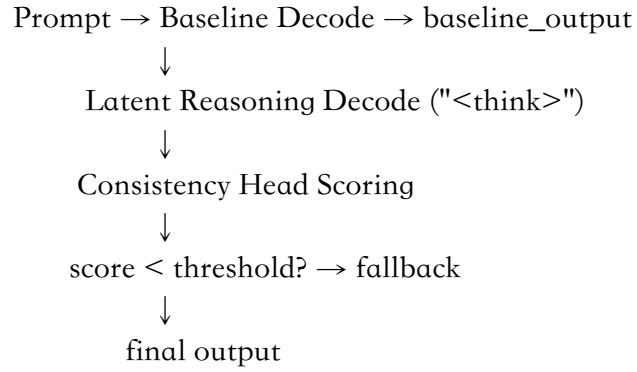 Prompt → Baseline Decode → baseline_output
↓
Latent Reasoning Decode ("<think>")
↓
Consistency Head Scoring
↓
score < threshold? → fallback
↓
final output